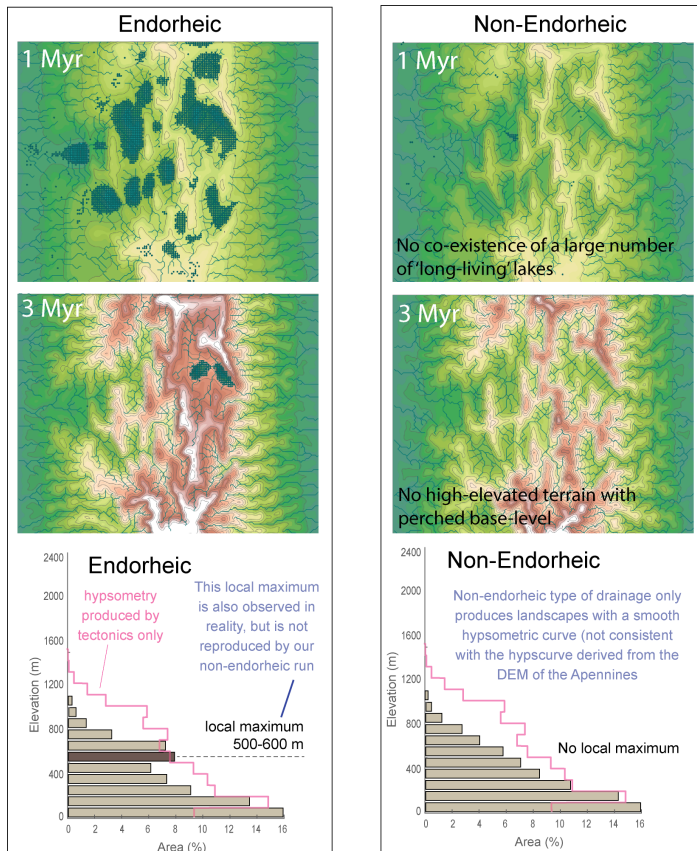 Endorheic
1 Myr
3 Myr
Endorheic
2400
2000
1600
1200
800
400
0
Elevation (m)
hypsometry
produced by
tectonics only
This local maximum
is also observed in
reality, but is not
reproduced by our
non-endorheic run
local maximum
500-600 m
0 2 4 6 8 10 12 14 16
Area (%)
Non-Endorheic
1 Myr
No co-existence of a large number
of 'long-living' lakes
3 Myr
No high-elevated terrain with
perched base-level
Non-Endorheic
2400
2000
1600
1200
800
400
0
Elevation (m)
Non-endorheic type of drainage only
produces landscapes with a smooth
hypsometric curve (not consistent
with the hypscurve derived from the
DEM of the Apennines
No local maximum
0 2 4 6 8 10 12 14 16
Area (%)